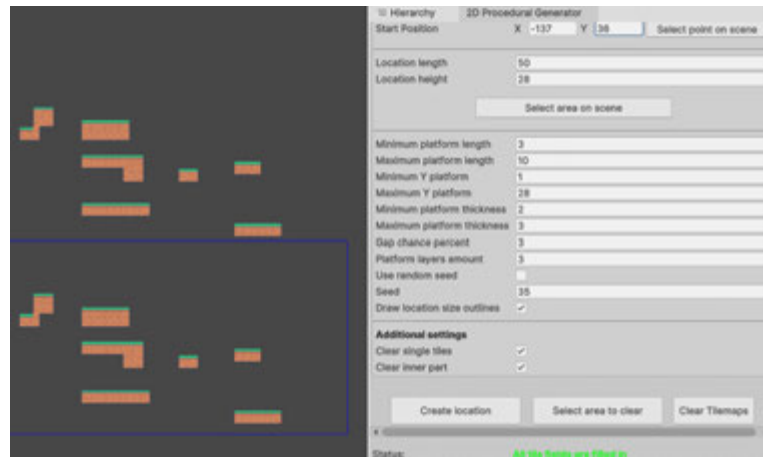 Hierarchy 2D Procedural Generator
Start Position X -137 Y 36 Select point on scene
Location length 50
Location height 28
Select area on scene
Minimum platform length 3
Maximum platform length 10
Minimum Y platform 1
Maximum Y platform 28
Minimum platform thickness 2
Maximum platform thickness 3
Gap chance percent 3
Platform layers amount 3
Use random seed
Seed 35
Draw location size outlines
Additional settings
Clear single tiles
Clear inner part
Create location Select area to clear Clear Tilemaps
Status: All tile fields are filled in